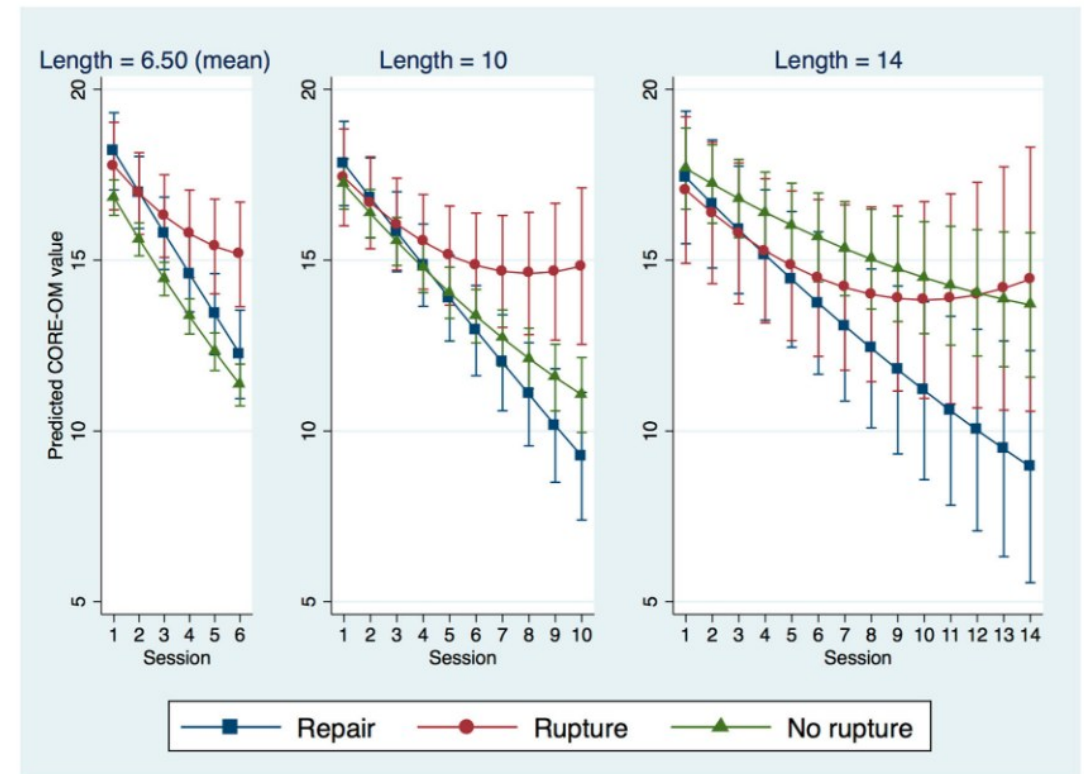 Length = 6.50 (mean)
Length = 10
Length = 14
Predicted CORE-OM value
20
15
10
5
1 2 3 4 5 6
Session
20
15
10
5
1 2 3 4 5 6 7 8 9 10
Session
20
15
10
5
1 2 3 4 5 6 7 8 9 10 11 12 13 14
Session
Repair Rupture No rupture